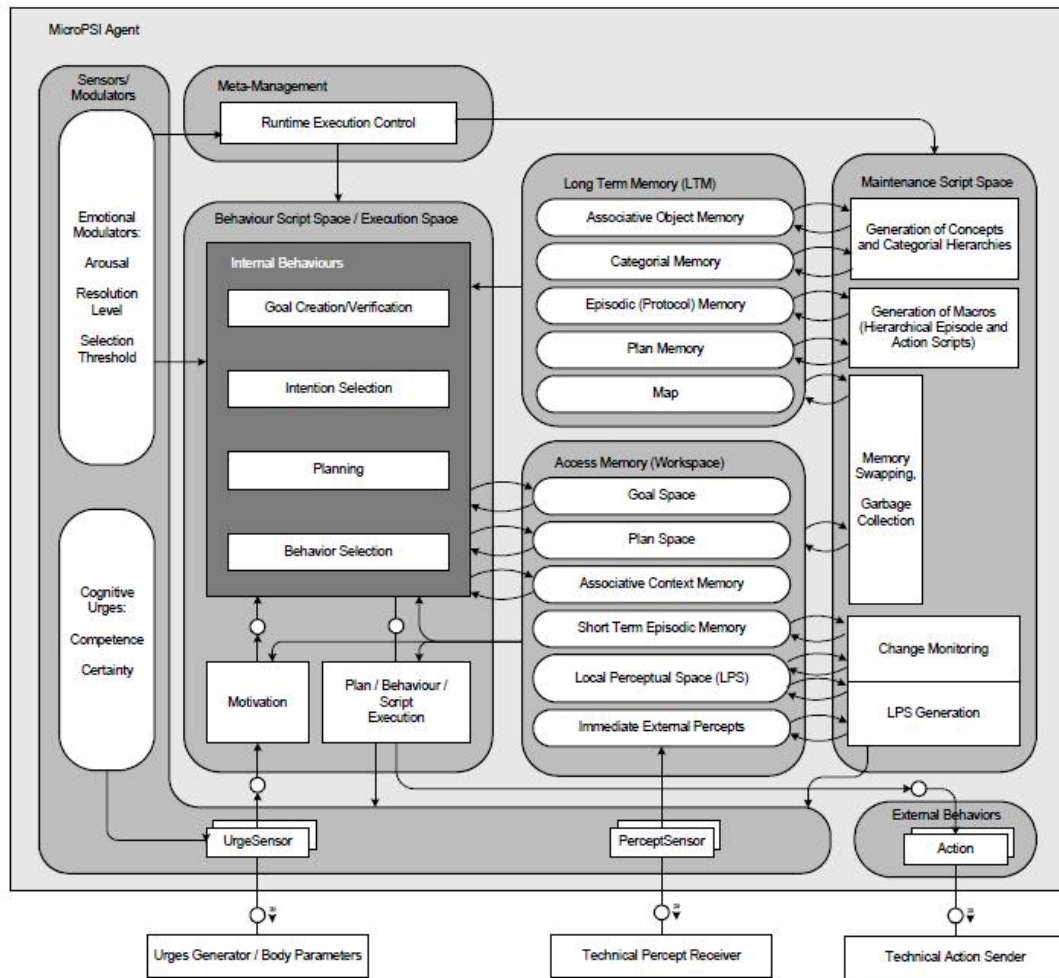 MicroPSI Agent
Sensors/
Modulators
Emotional
Modulators:
Arousal
Resolution
Level
Selection
Threshold
Cognitive
Urges:
Competence
Certainty
Meta-Management
Runtime Execution Control
Behaviour Script Space / Execution Space
Internal Behaviours
Goal Creation/Verification
Intention Selection
Planning
Behavior Selection
Motivation
Plan / Behaviour /
Script
Execution
Long Term Memory (LTM)
Associative Object Memory
Categorial Memory
Episodic (Protocol) Memory
Plan Memory
Map
Access Memory (Workspace)
Goal Space
Plan Space
Associative Context Memory
Short Term Episodic Memory
Local Perceptual Space (LPS)
Immediate External Percepts
Maintenance Script Space
Generation of Concepts
and Categorial Hierarchies
Generation of Macros
(Hierarchical Episode and
Action Scripts)
Memory
Swapping,
Garbage
Collection
Change Monitoring
LPS Generation
UrgeSensor
PerceptSensor
External Behaviors
Action
Urges Generator / Body Parameters
Technical Percept Receiver
Technical Action Sender